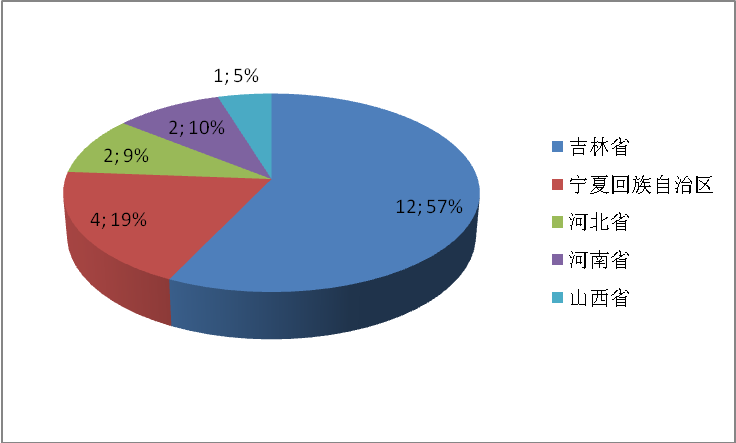 1; 5%
2; 10%
2; 9%
4; 19%
12; 57%
吉林省
宁夏回族自治区
河北省
河南省
山西省